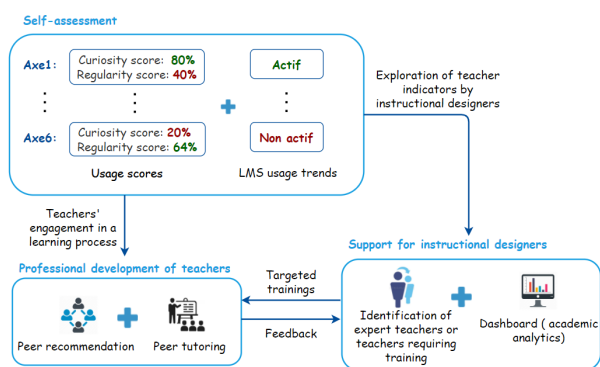 Self-assessment
Axe1:
Curiosity score: 80%
Regularity score: 40%
Actif
Axe6:
Curiosity score: 20%
Regularity score: 64%
Non actif
Usage scores
LMS usage trends
Exploration of teacher
indicators by
instructional designers
Teachers'
engagement in a
learning process
Support for instructional designers
Professional development of teachers
Targeted
trainings
Feedback
Peer recommendation
Peer tutoring
Identification of
expert teachers or
teachers requiring
training
Dashboard ( academic
analytics)